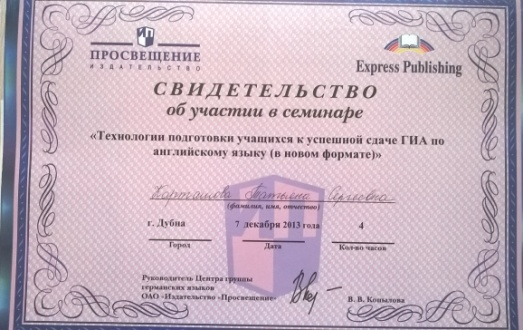 ПРОСВЕЩЕНИЕ
ИЗДАТЕЛЬСТВО
Express Publishing
СВИДЕТЕЛЬСТВО
об участии в семинаре
«Технологии подготовки учащихся к успешной сдаче ГИА по
английскому языку (в новом формате)»
Карташова Татьяна Сергеевна
(фамилия, имя, отчество)
г. Дубна 7 декабря 2013 года 4
Город Дата Кол-во часов
Руководитель Центра группы
германских языков
ОАО «Издательство «Просвещение» В. В. Копылова